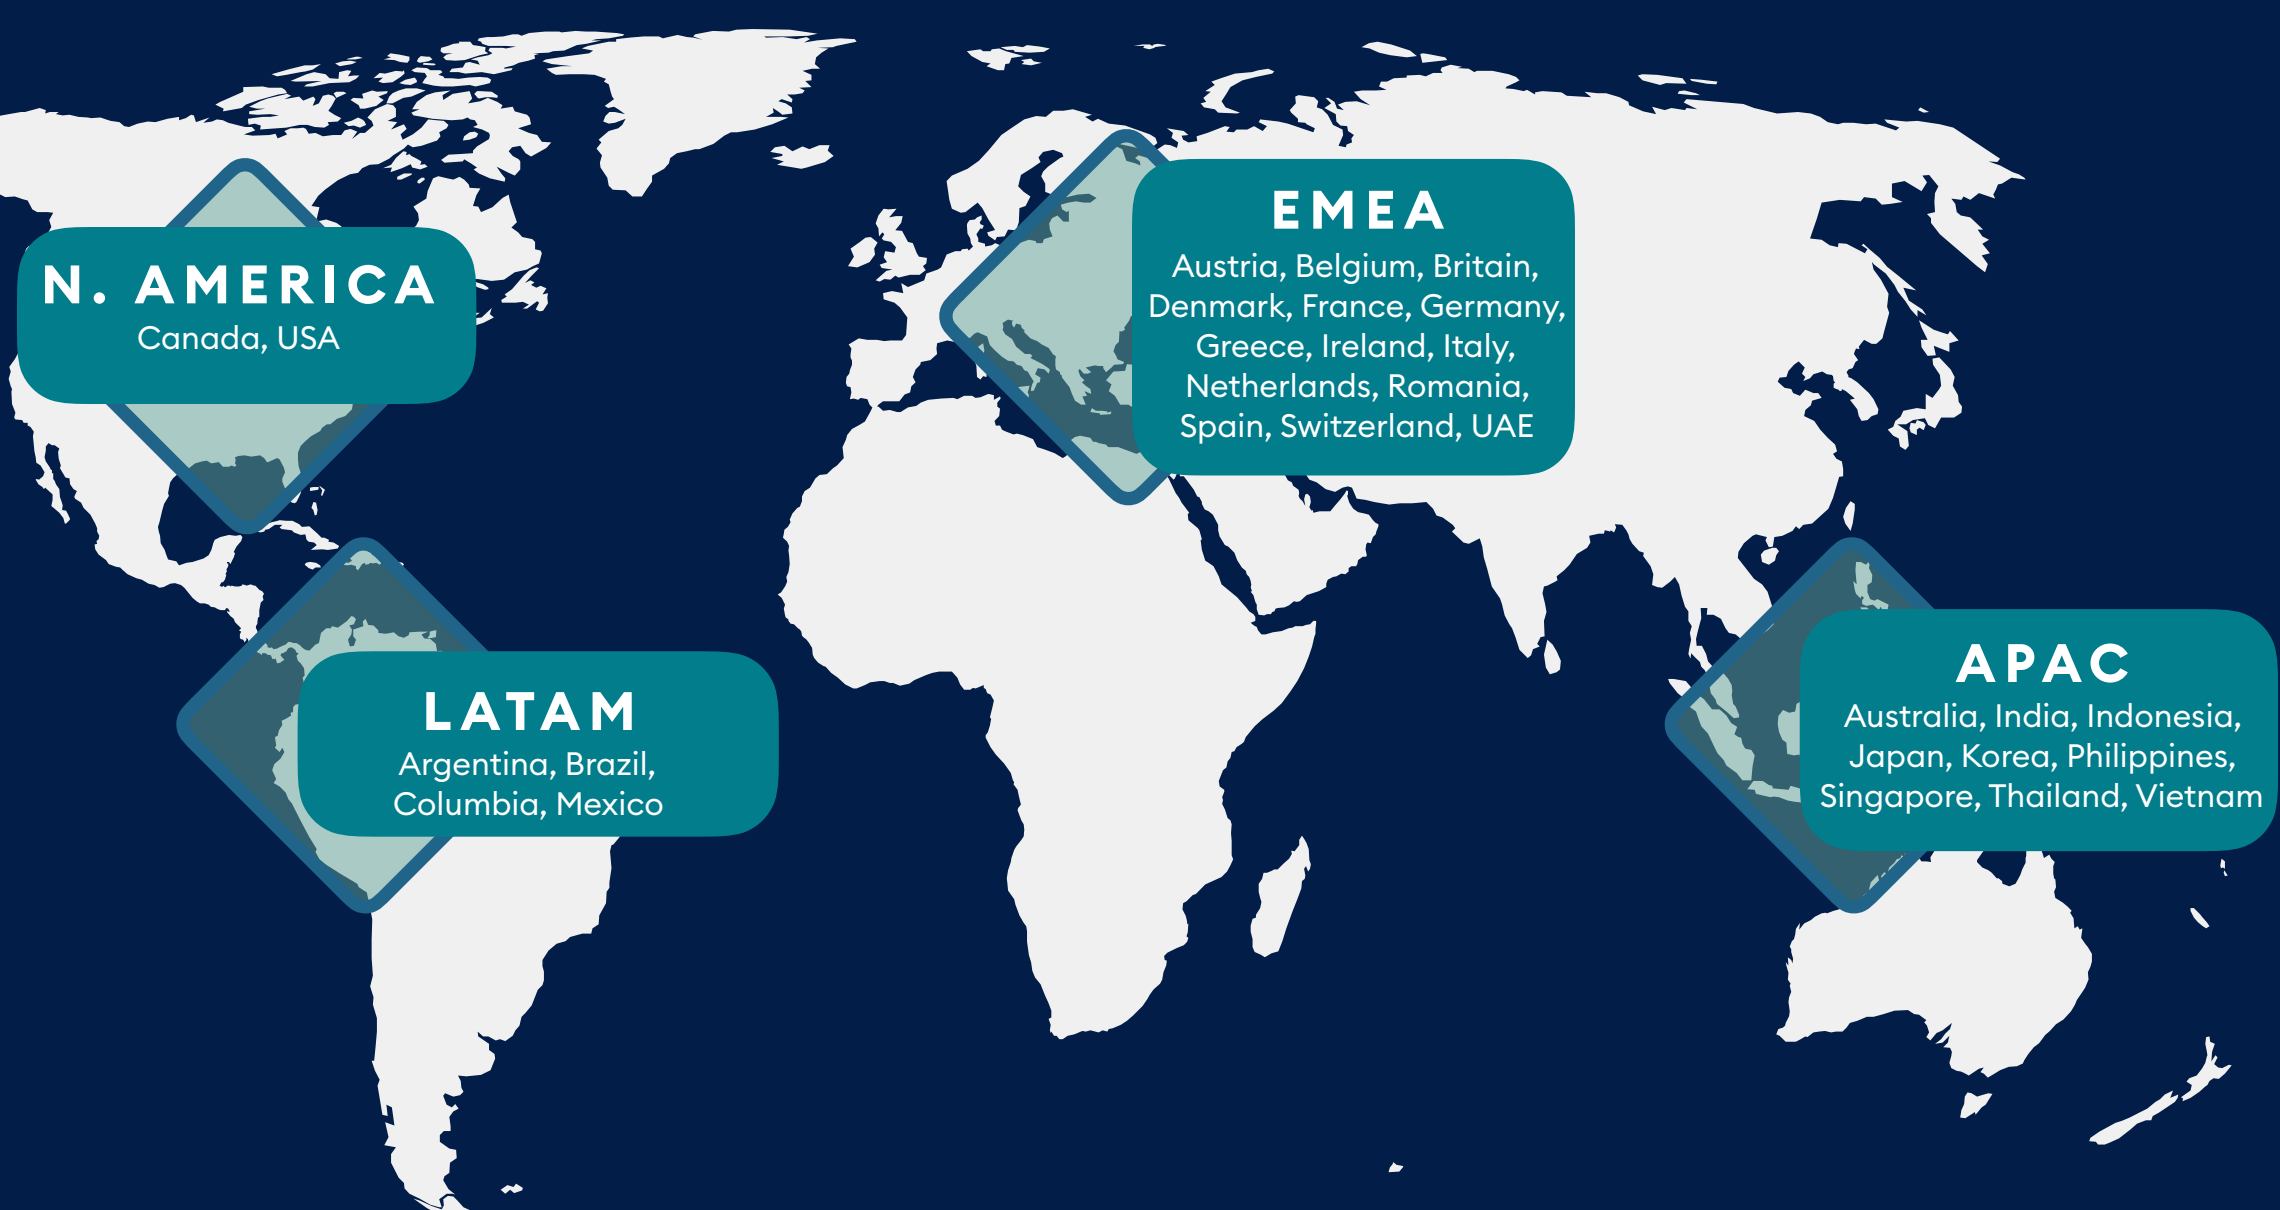 N. AMERICA
Canada, USA
EMEA
Austria, Belgium, Britain,
Denmark, France, Germany,
Greece, Ireland, Italy,
Netherlands, Romania,
Spain, Switzerland, UAE
LATAM
Argentina, Brazil,
Columbia, Mexico
APAC
Australia, India, Indonesia,
Japan, Korea, Philippines,
Singapore, Thailand, Vietnam